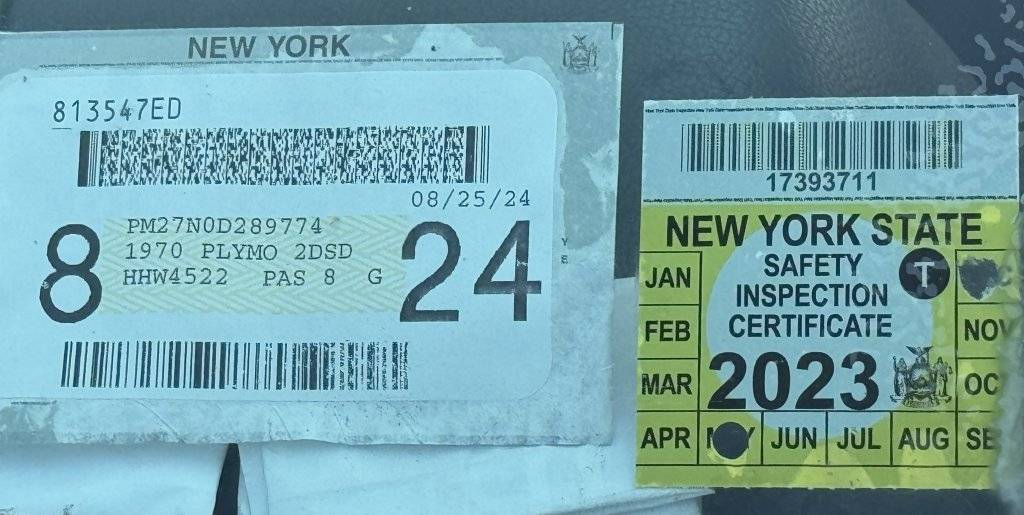 NEW YORK
813547ED
08/25/24
PM27N0D289774
1970 PLYMO 2DSD
HHW4522 PAS 8 G
8 24
17393711
NEW YORK STATE
SAFETY
INSPECTION
CERTIFICATE
T
2023
JAN
FEB
MAR
APR
JUN
JUL
AUG
NOV